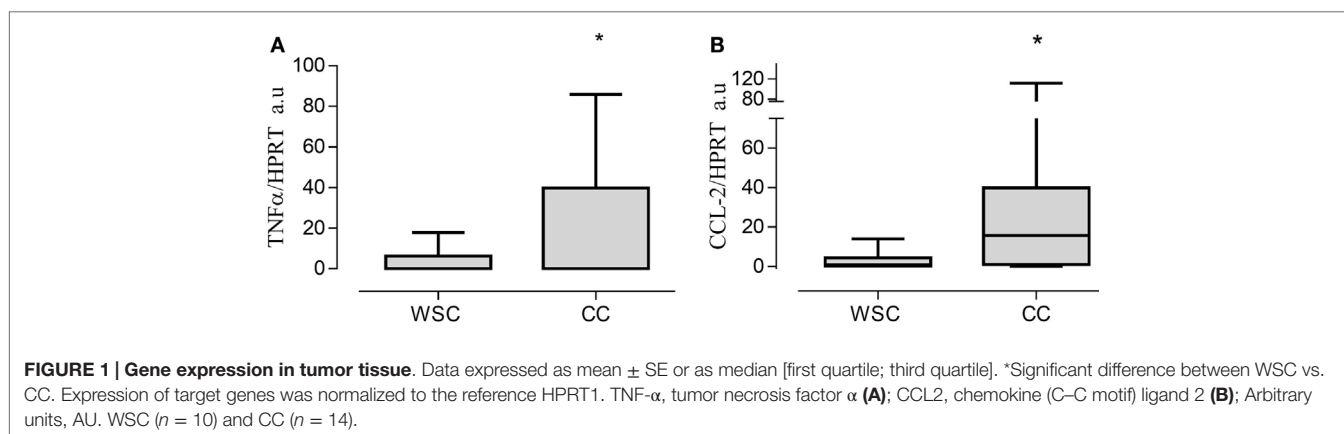 A
*
TNFα/HPRT a.u
100
80
60
40
20
0
WSC
CC
B
*
CCL-2/HPRT a.u
120
80
60
40
20
0
WSC
CC
FIGURE 1 | Gene expression in tumor tissue. Data expressed as mean ± SE or as median [first quartile; third quartile]. *Significant difference between WSC vs.
CC. Expression of target genes was normalized to the reference HPRT1. TNF-α, tumor necrosis factor α (A); CCL2, chemokine (C–C motif) ligand 2 (B); Arbitrary
units, AU. WSC (n = 10) and CC (n = 14).